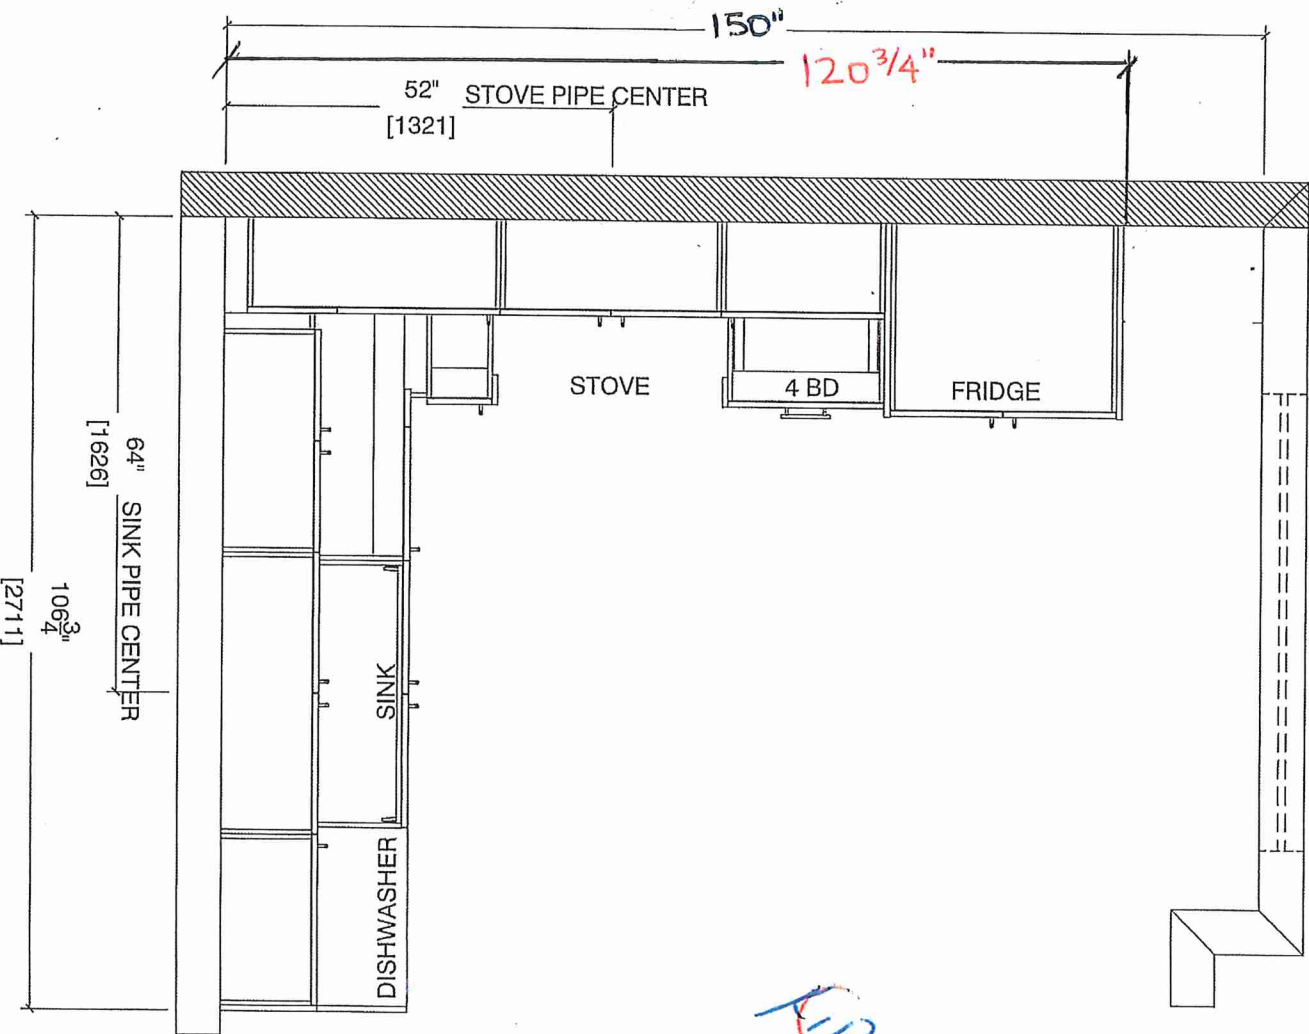 150"
120 3/4"
52" STOVE PIPE CENTER
[1321]
STOVE
4 BD
FRIDGE
64" SINK PIPE CENTER
[1626]
106 3/4"
[2711]
SINK
DISHWASHER